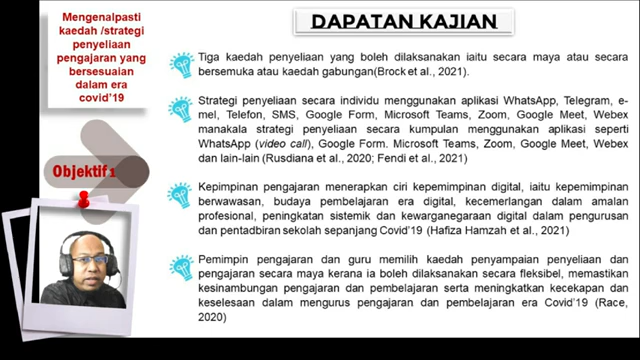 Mengenalpasti
kaedah /strategi
penyeliaan
pengajaran yang
bersesuaian
dalam era
covid'19
Objektif 1
DAPATAN KAJIAN
Tiga kaedah penyeliaan yang boleh dilaksanakan iaitu secara maya atau secara
bersemuka atau kaedah gabungan(Brock et al., 2021).
Strategi penyeliaan secara individu menggunakan aplikasi WhatsApp, Telegram, e-
mel, Telefon, SMS, Google Form, Microsoft Teams, Zoom, Google Meet, Webex
manakala strategi penyeliaan secara kumpulan menggunakan aplikasi seperti
WhatsApp (video call), Google Form. Microsoft Teams, Zoom, Google Meet, Webex
dan lain-lain (Rusdiana et al., 2020; Fendi et al., 2021)
Kepimpinan pengajaran menerapkan ciri kepemimpinan digital, iaitu kepemimpinan
berwawasan, budaya pembelajaran era digital, kecemerlangan dalam amalan
profesional, peningkatan sistemik dan kewarganegaraan digital dalam pengurusan
dan pentadbiran sekolah sepanjang Covid'19 (Hafiza Hamzah et al., 2021)
Pemimpin pengajaran dan guru memilih kaedah penyampaian penyeliaan dan
pengajaran secara maya kerana ia boleh dilaksanakan secara fleksibel, memastikan
kesinambungan pengajaran dan pembelajaran serta meningkatkan kecekapan dan
keselesaan dalam mengurus pengajaran dan pembelajaran era Covid'19 (Race,
2020)